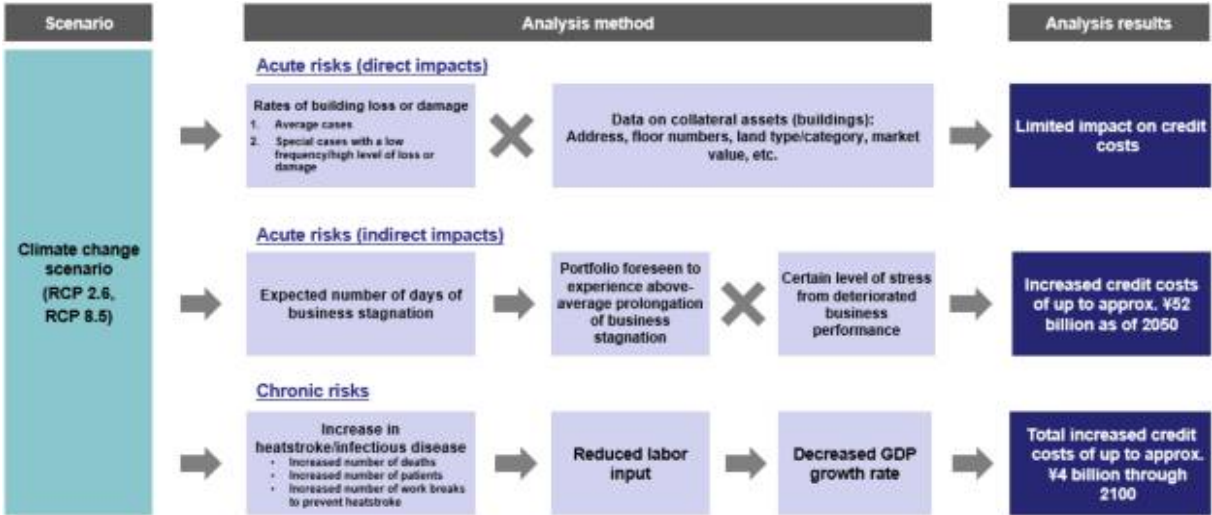 Scenario
Analysis method
Analysis results
Climate change
scenario
(RCP 2.6,
RCP 8.5)
Acute risks (direct impacts)
Rates of building loss or damage
1. Average cases
2. Special cases with a low
frequency/high level of loss or
damage
Data on collateral assets (buildings):
Address, floor numbers, land type/category, market
value, etc.
Limited impact on credit
costs
Acute risks (indirect impacts)
Expected number of days of
business stagnation
Portfolio foreseen to
experience above-
average prolongation
of business
stagnation
Certain level of stress
from deteriorated
business
performance
Increased credit costs
of up to approx. ¥52
billion as of 2050
Chronic risks
Increase in
heatstroke/infectious disease
• Increased number of deaths
• Increased number of patients
• Increased number of work breaks
to prevent heatstroke
Reduced labor
input
Decreased GDP
growth rate
Total increased credit
costs of up to approx.
¥4 billion through
2100